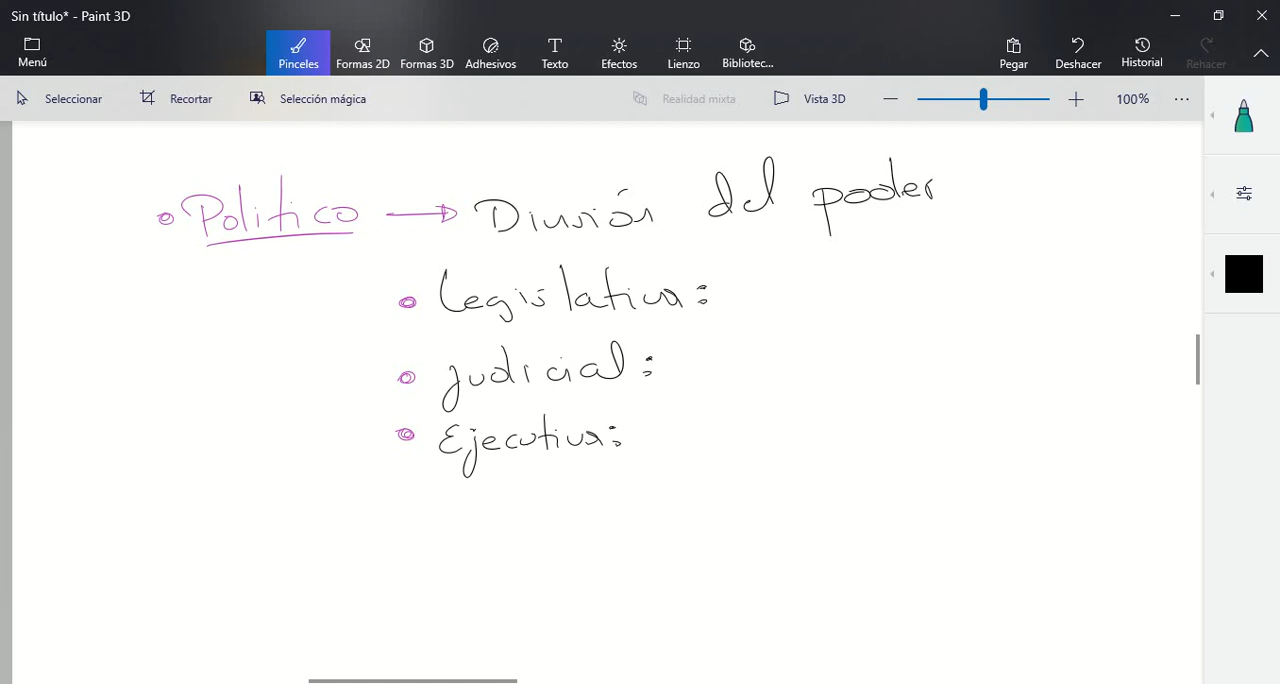 Sin título* - Paint 3D
Menú
Pinceles
Formas 2D
Formas 3D
Adhesivos
Texto
Efectos
Lienzo
Bibliotec...
Pegar
Deshacer
Historial
Rehacer
Seleccionar
Recortar
Selección mágica
Realidad mixta
Vista 3D
100%
Politico → División del poder
Legislativa:
judicial:
Ejecutiva: